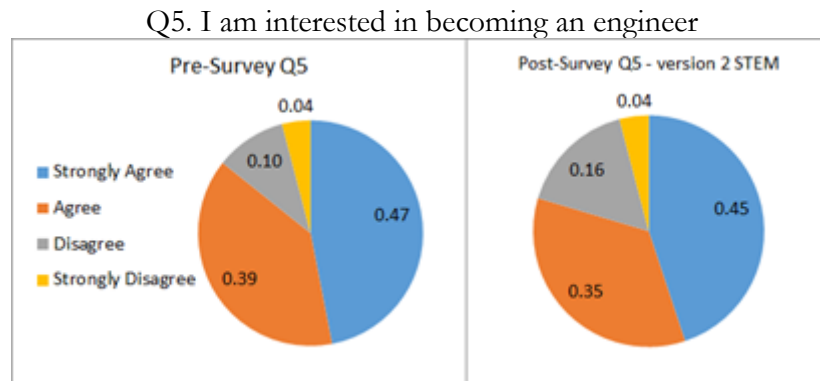 Q5. I am interested in becoming an engineer
Pre-Survey Q5
0.04
0.10
0.47
0.39
Strongly Agree
Agree
Disagree
Strongly Disagree
Post-Survey Q5 - version 2 STEM
0.04
0.16
0.45
0.35